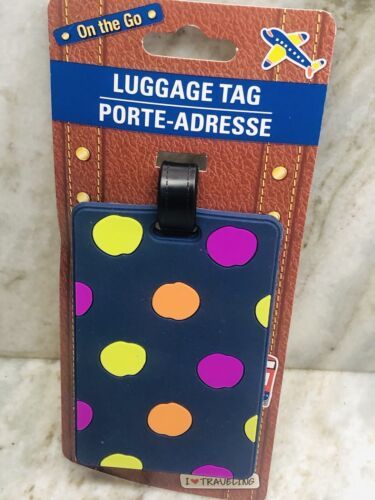 On the Go
LUGGAGE TAG
PORTE-ADRESSE
I ♥ TRAVELING